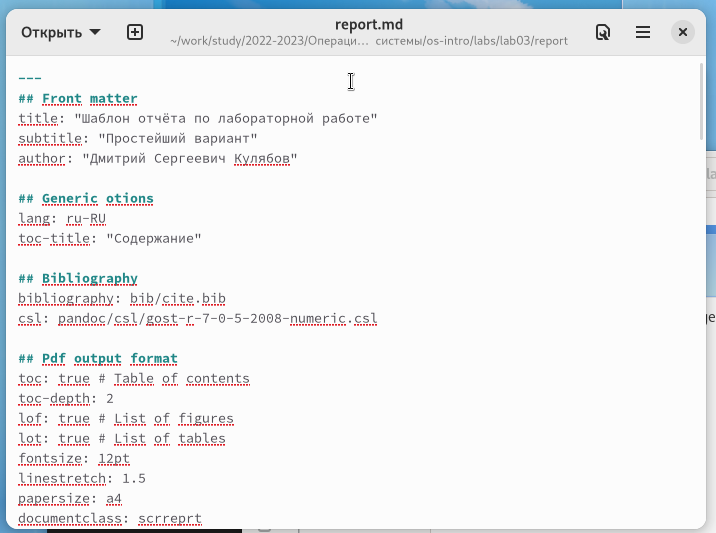 Открыть
report.md
~/work/study/2022-2023/Операци… системы/os-intro/labs/lab03/report
---
## Front matter
title: "Шаблон отчёта по лабораторной работе"
subtitle: "Простейший вариант"
author: "Дмитрий Сергеевич Кулябов"
## Generic otions
lang: ru-RU
toc-title: "Содержание"
## Bibliography
bibliography: bib/cite.bib
csl: pandoc/csl/gost-r-7-0-5-2008-numeric.csl
## Pdf output format
toc: true # Table of contents
toc-depth: 2
lof: true # List of figures
lot: true # List of tables
fontsize: 12pt
linestretch: 1.5
papersize: a4
documentclass: scrreprt